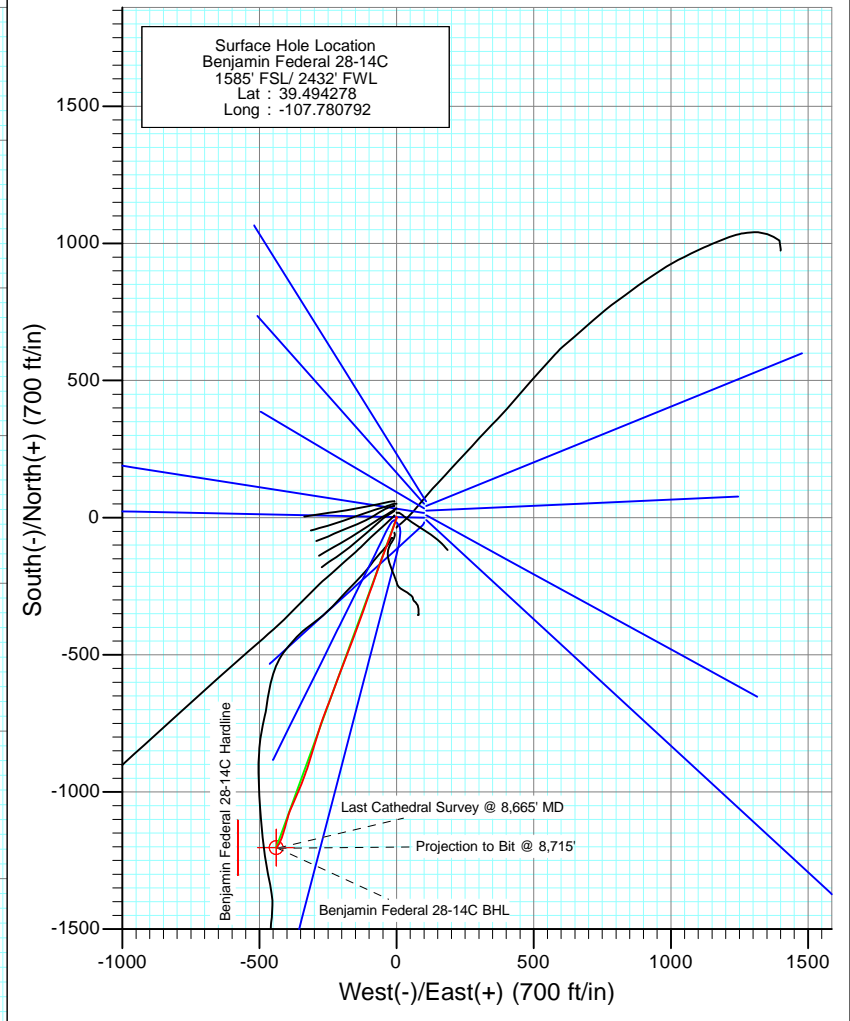 Surface Hole Location
Benjamin Federal 28-14C
1585' FSL/ 2432' FWL
Lat : 39.494278
Long : -107.780792
1500
1000
500
0
-500
-1000
-1500
South(-)/North(+) (700 ft/in)
Benjamin Federal 28-14C Hardline
Last Cathedral Survey @ 8,665' MD
Projection to Bit @ 8,715'
Benjamin Federal 28-14C BHL
-1000
-500
0
500
1000
1500
West(-)/East(+) (700 ft/in)